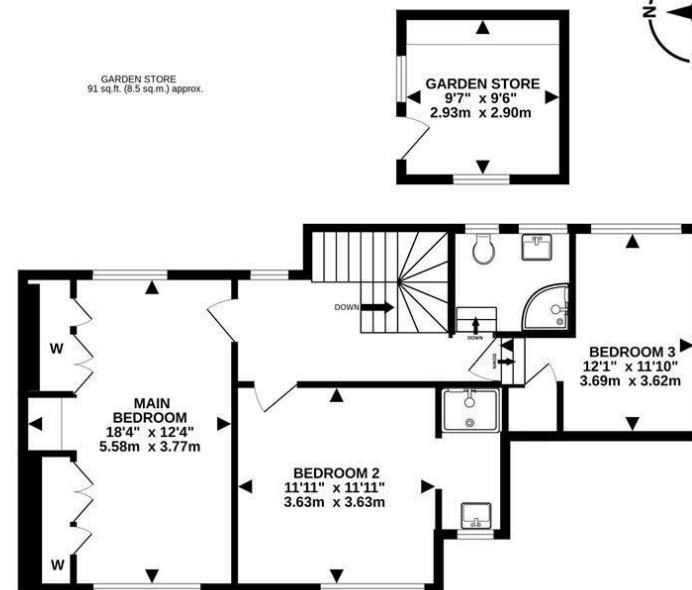 N
GARDEN STORE
91 sq.ft. (8.5 sq.m.) approx.
GARDEN STORE
9'7" x 9'6"
2.93m x 2.90m
DOWN
DOWN
DOWN
W
MAIN
BEDROOM
18'4" x 12'4"
5.58m x 3.77m
BEDROOM 3
12'1" x 11'10"
3.69m x 3.62m
BEDROOM 2
11'11" x 11'11"
3.63m x 3.63m
W